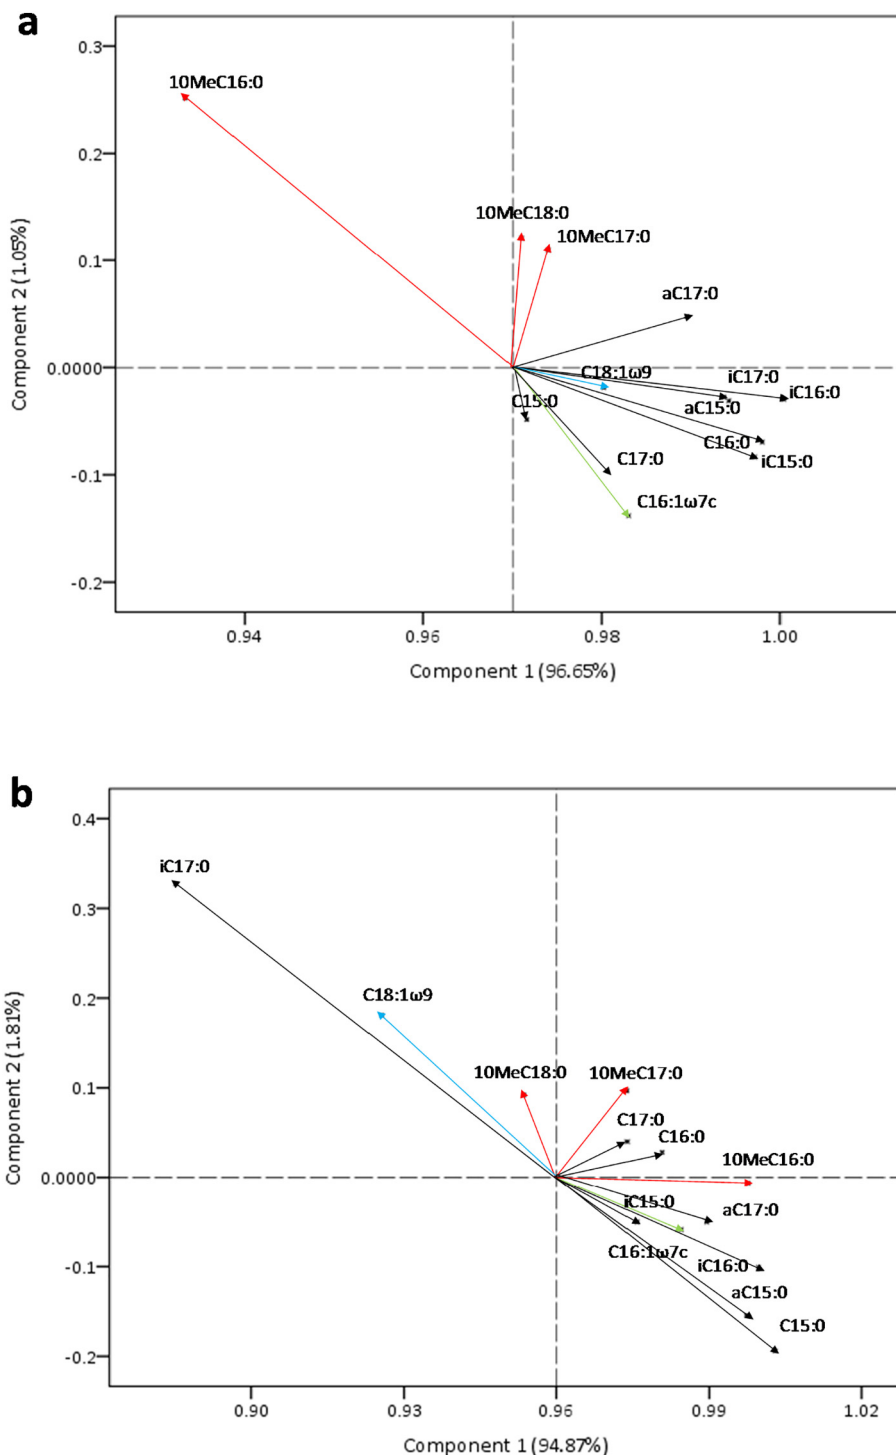 a
0.3
10MeC16:0
0.2
10MeC18:0
10MeC17:0
0.1
aC17:0
Component 2 (1.05%)
0.0000
C18:1ω9
iC17:0
iC16:0
C15:0
aC15:0
C16:0
iC15:0
C17:0
-0.1
C16:1ω7c
-0.2
0.94
0.96
0.98
1.00
Component 1 (96.65%)
b
0.4
iC17:0
0.3
C18:1ω9
0.2
10MeC18:0
10MeC17:0
0.1
C17:0
C16:0
Component 2 (1.81%)
10MeC16:0
0.0000
iC15:0
aC17:0
C16:1ω7c
iC16:0
-0.1
aC15:0
C15:0
-0.2
0.90
0.93
0.96
0.99
1.02
Component 1 (94.87%)